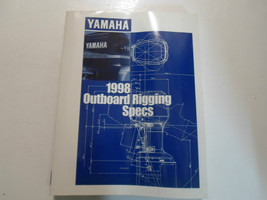 YAMAHA
YAMAHA
1998
Outboard Rigging
Specs